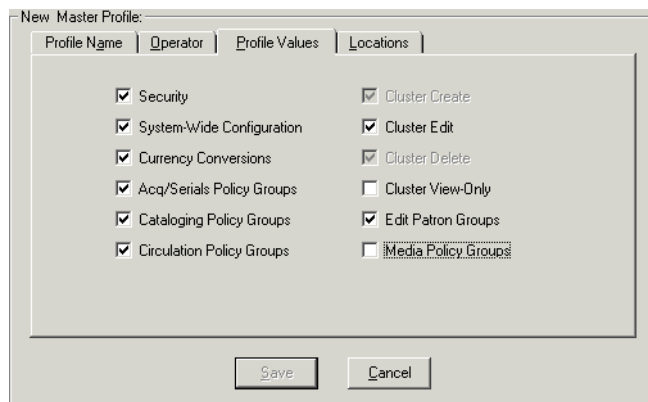 New Master Profile:
Profile Name
Operator
Profile Values
Locations
Security
System-Wide Configuration
Currency Conversions
Acq/Serials Policy Groups
Cataloging Policy Groups
Circulation Policy Groups
Cluster Create
Cluster Edit
Cluster Delete
Cluster View-Only
Edit Patron Groups
Media Policy Groups
Save
Cancel